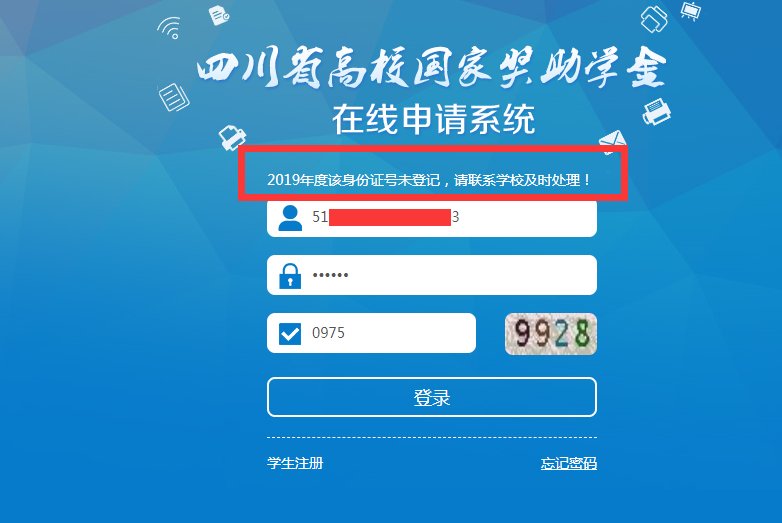 四川省高校国家奖助学金
在线申请系统
2019年度该身份证号未登记，请联系学校及时处理！
51 3
••••••
0975 9928
登录
学生注册 忘记密码